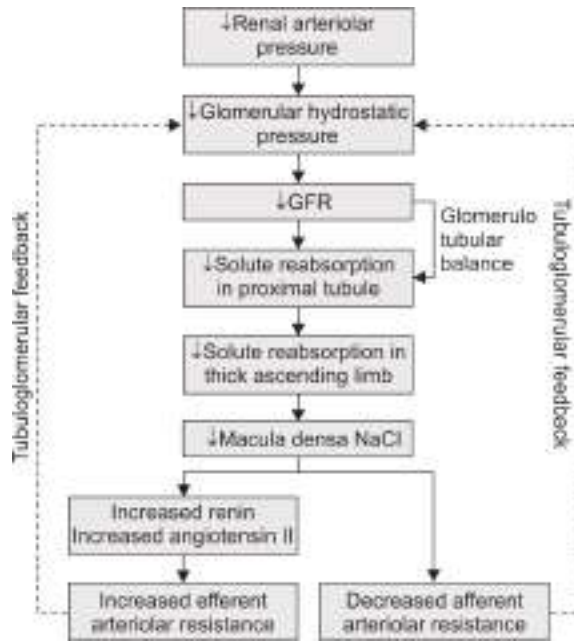 ↓Renal arteriolar
pressure
↓Glomerular hydrostatic
pressure
↓GFR
Glomerulo
tubular
balance
↓Solute reabsorption
in proximal tubule
↓Solute reabsorption in
thick ascending limb
↓Macula densa NaCl
Increased renin
Increased angiotensin II
Increased efferent
arteriolar resistance
Decreased afferent
arteriolar resistance
Tubuloglomerular feedback
Tubuloglomerular feedback